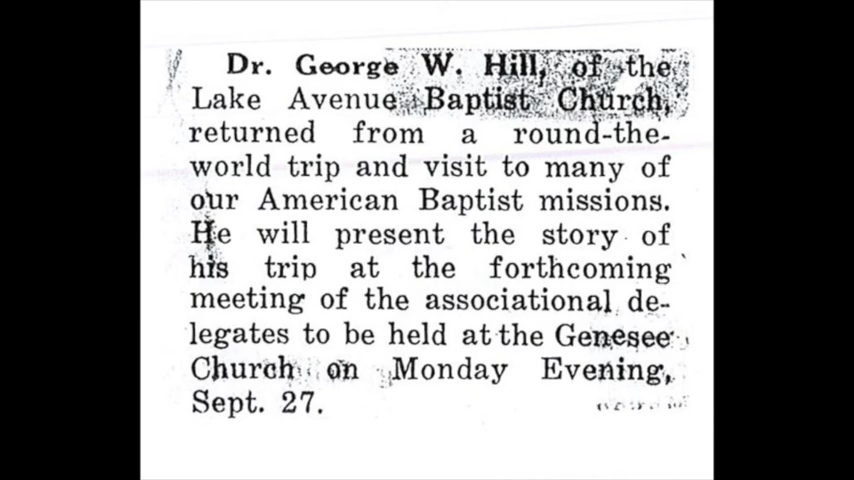 Dr. George W. Hill, of the
Lake Avenue Baptist Church,
returned from a round-the-
world trip and visit to many of
our American Baptist missions.
He will present the story of
his trip at the forthcoming
meeting of the associational de-
legates to be held at the Genesee
Church on Monday Evening,
Sept. 27.